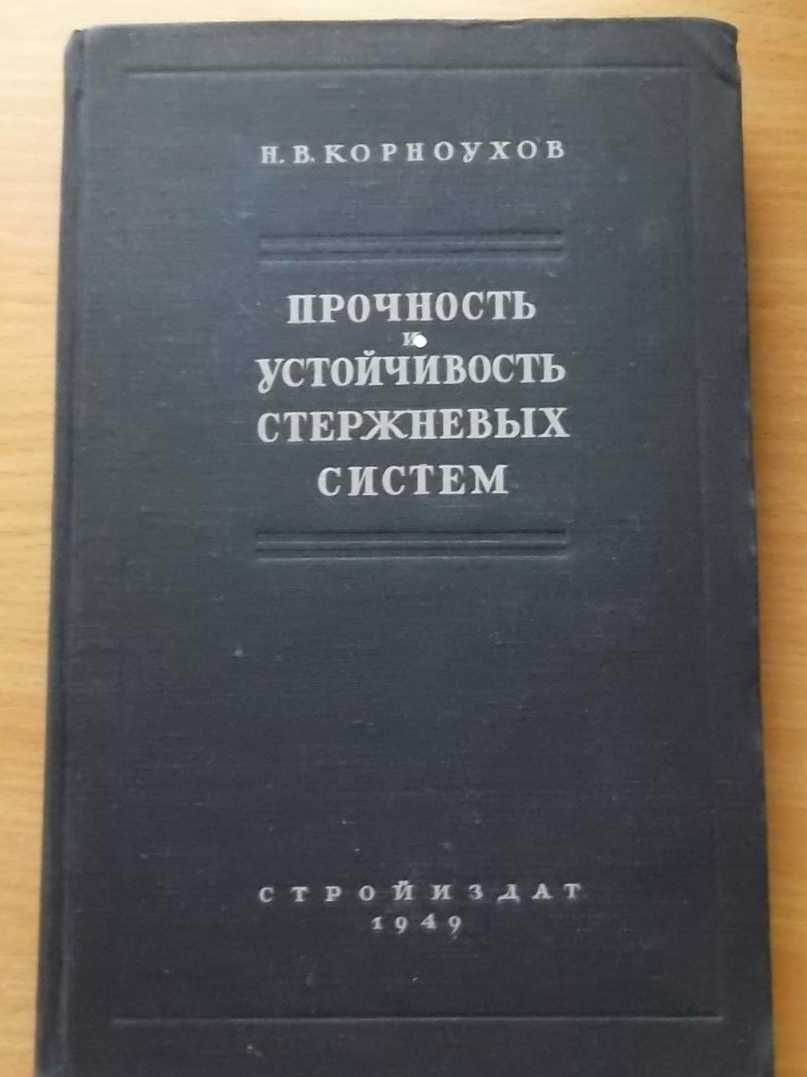 Н. В. КОРНОУХОВ
ПРОЧНОСТЬ
И
УСТОЙЧИВОСТЬ
СТЕРЖНЕВЫХ
СИСТЕМ
СТРОЙИЗДАТ
1949